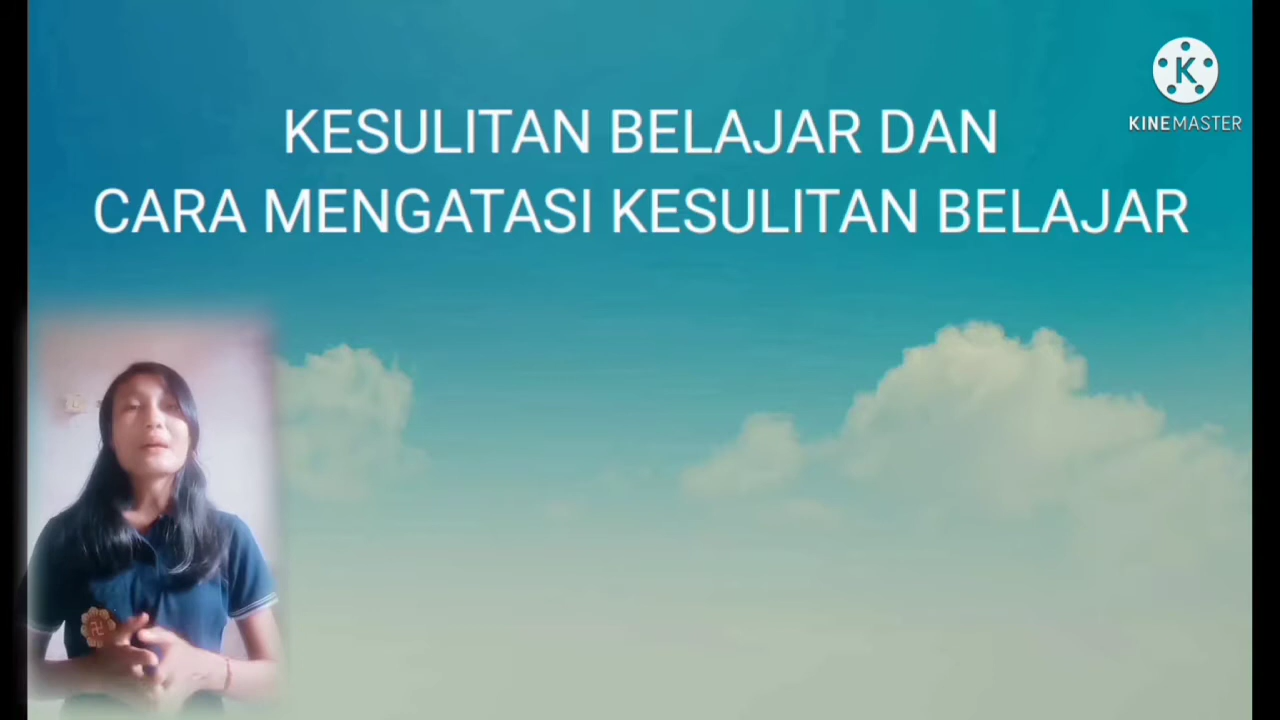 KESULITAN BELAJAR DAN
CARA MENGATASI KESULITAN BELAJAR
K
KINEMASTER